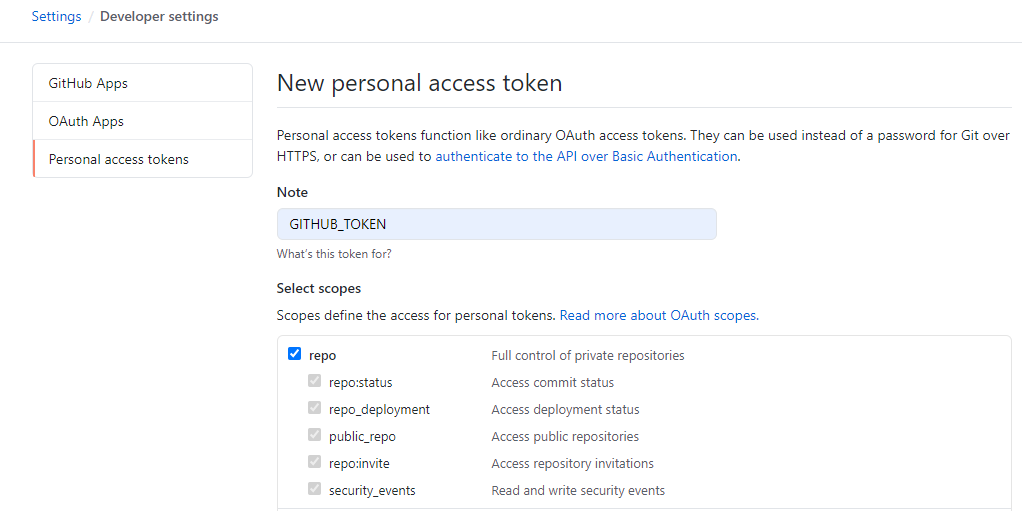 Settings / Developer settings
GitHub Apps
OAuth Apps
Personal access tokens
New personal access token
Personal access tokens function like ordinary OAuth access tokens. They can be used instead of a password for Git over
HTTPS, or can be used to authenticate to the API over Basic Authentication.
Note
GITHUB_TOKEN
What's this token for?
Select scopes
Scopes define the access for personal tokens. Read more about OAuth scopes.
repo Full control of private repositories
repo:status Access commit status
repo_deployment Access deployment status
public_repo Access public repositories
repo:invite Access repository invitations
security_events Read and write security events